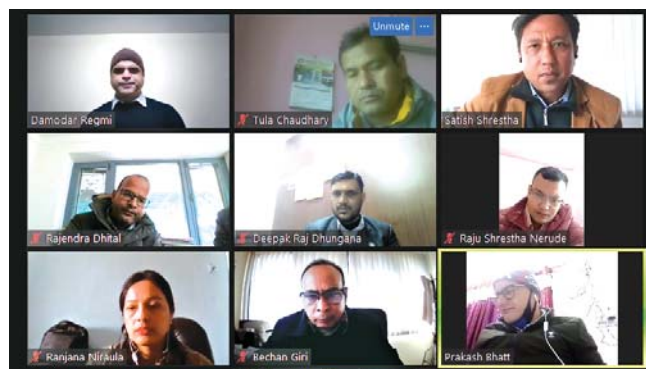 Unmute ...
Damodar Regmi
Tula Chaudhary
Satish Shrestha
Rajendra Dhital
Deepak Raj Dhungana
Raju Shrestha Nerude
Ranjana Niraula
Bechan Giri
Prakash Bhatt